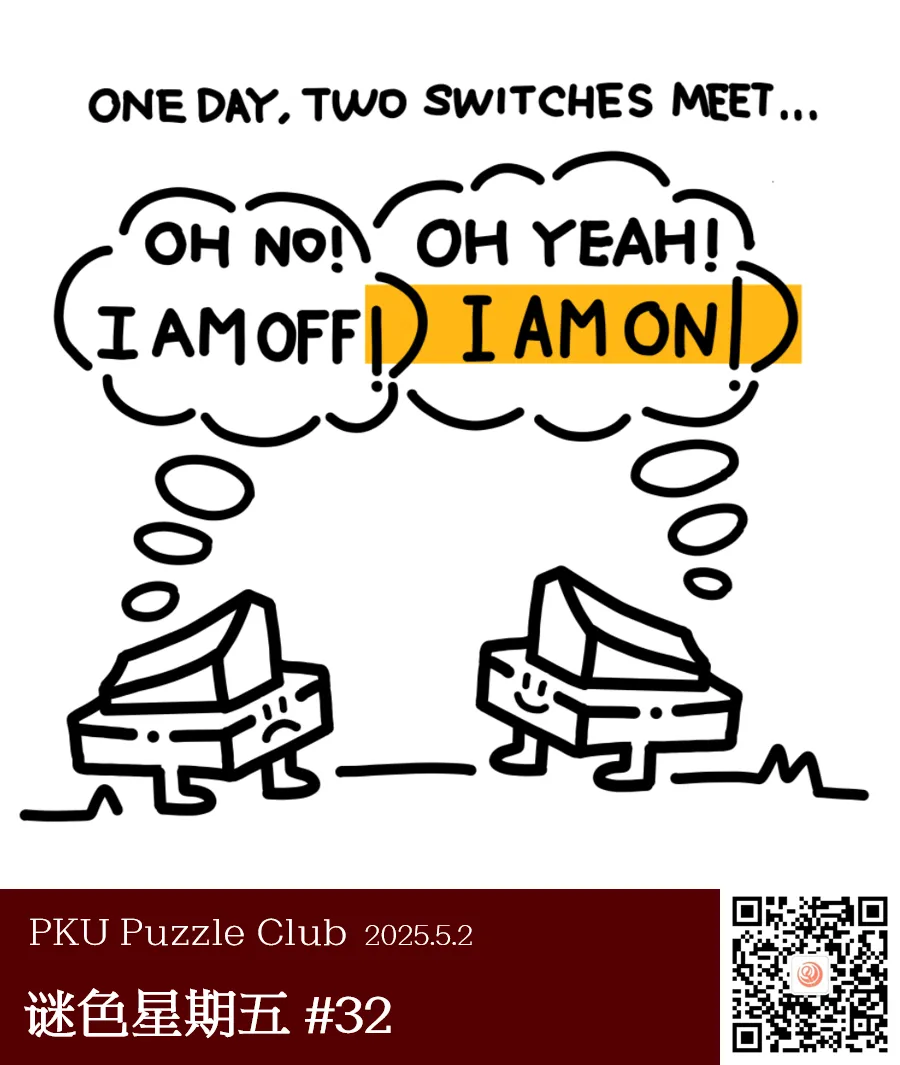 ONE DAY, TWO SWITCHES MEET...
OH NO!
I AM OFF!
OH YEAH!
I AM ON!
PKU Puzzle Club 2025.5.2
谜色星期五 #32